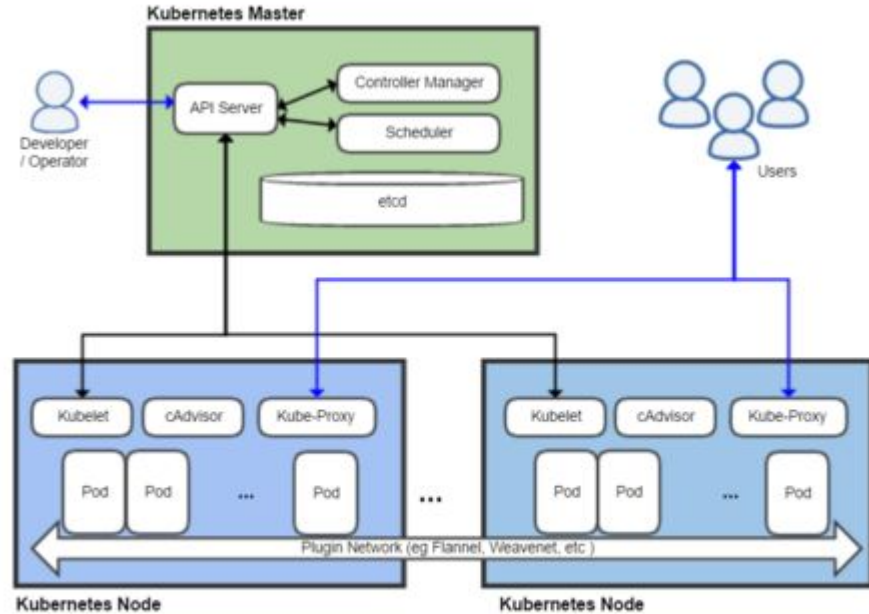 Kubernetes Master
API Server
Controller Manager
Scheduler
etcd
Developer
/ Operator
Users
Kubelet
cAdvisor
Kube-Proxy
Pod
Pod
...
Pod
...
Kubelet
cAdvisor
Kube-Proxy
Pod
Pod
...
Pod
Plugin Network (eg Flannel, Weavenet, etc )
Kubernetes Node
Kubernetes Node